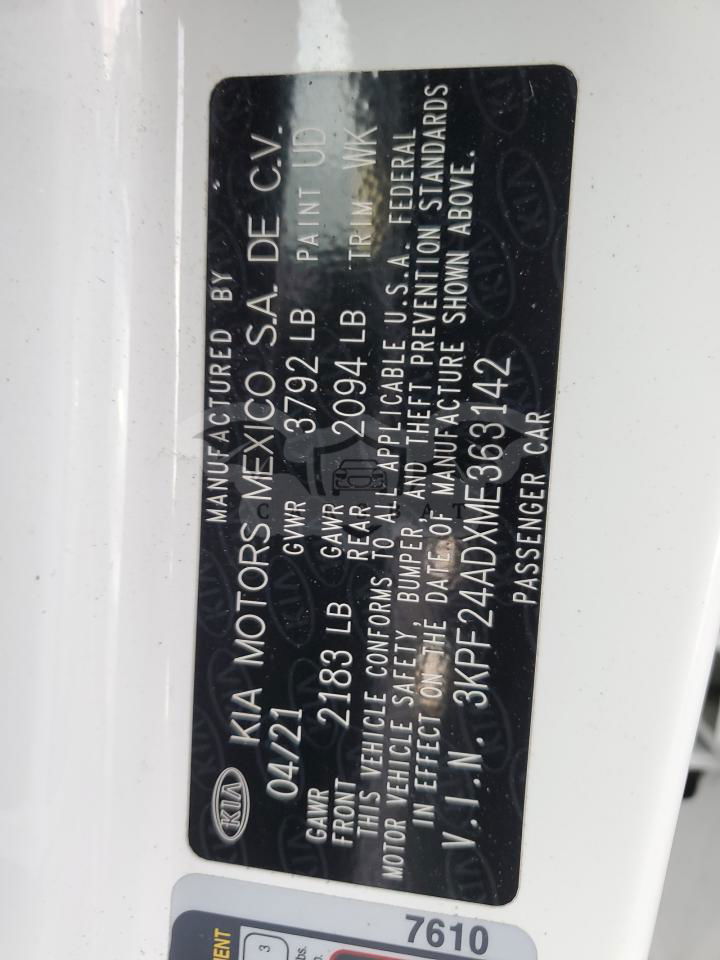 MANUFACTURED BY
KIA KIA MOTORS MEXICO S.A. DE C.V.
04/21 GVWR 3792 LB PAINT UD
GAWR FRONT 2183 LB GAWR REAR 2094 LB TRIM WK
THIS VEHICLE CONFORMS TO ALL APPLICABLE U.S.A. FEDERAL
MOTOR VEHICLE SAFETY, BUMPER, AND THEFT PREVENTION STANDARDS
IN EFFECT ON THE DATE OF MANUFACTURE SHOWN ABOVE.
V.I.N. 3KPF24ADXME363142
PASSENGER CAR
7610
3